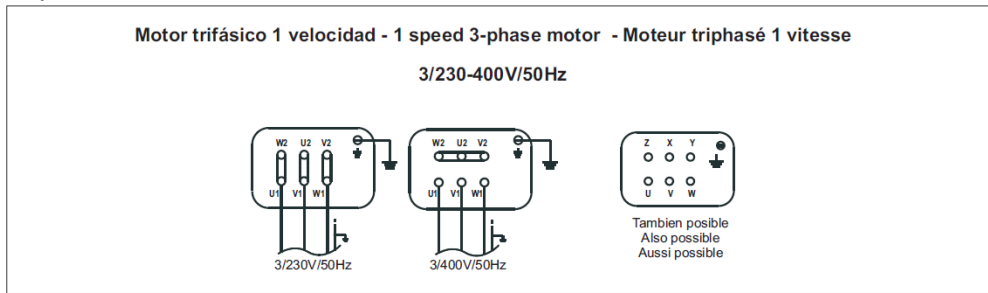 Motor trifásico 1 velocidad - 1 speed 3-phase motor - Moteur triphasé 1 vitesse
3/230-400V/50Hz
W2 U2 V2
U1 V1 W1
3/230V/50Hz
W2 U2 V2
U1 V1 W1
3/400V/50Hz
Z X Y
U V W
Tambien posible
Also possible
Aussi possible